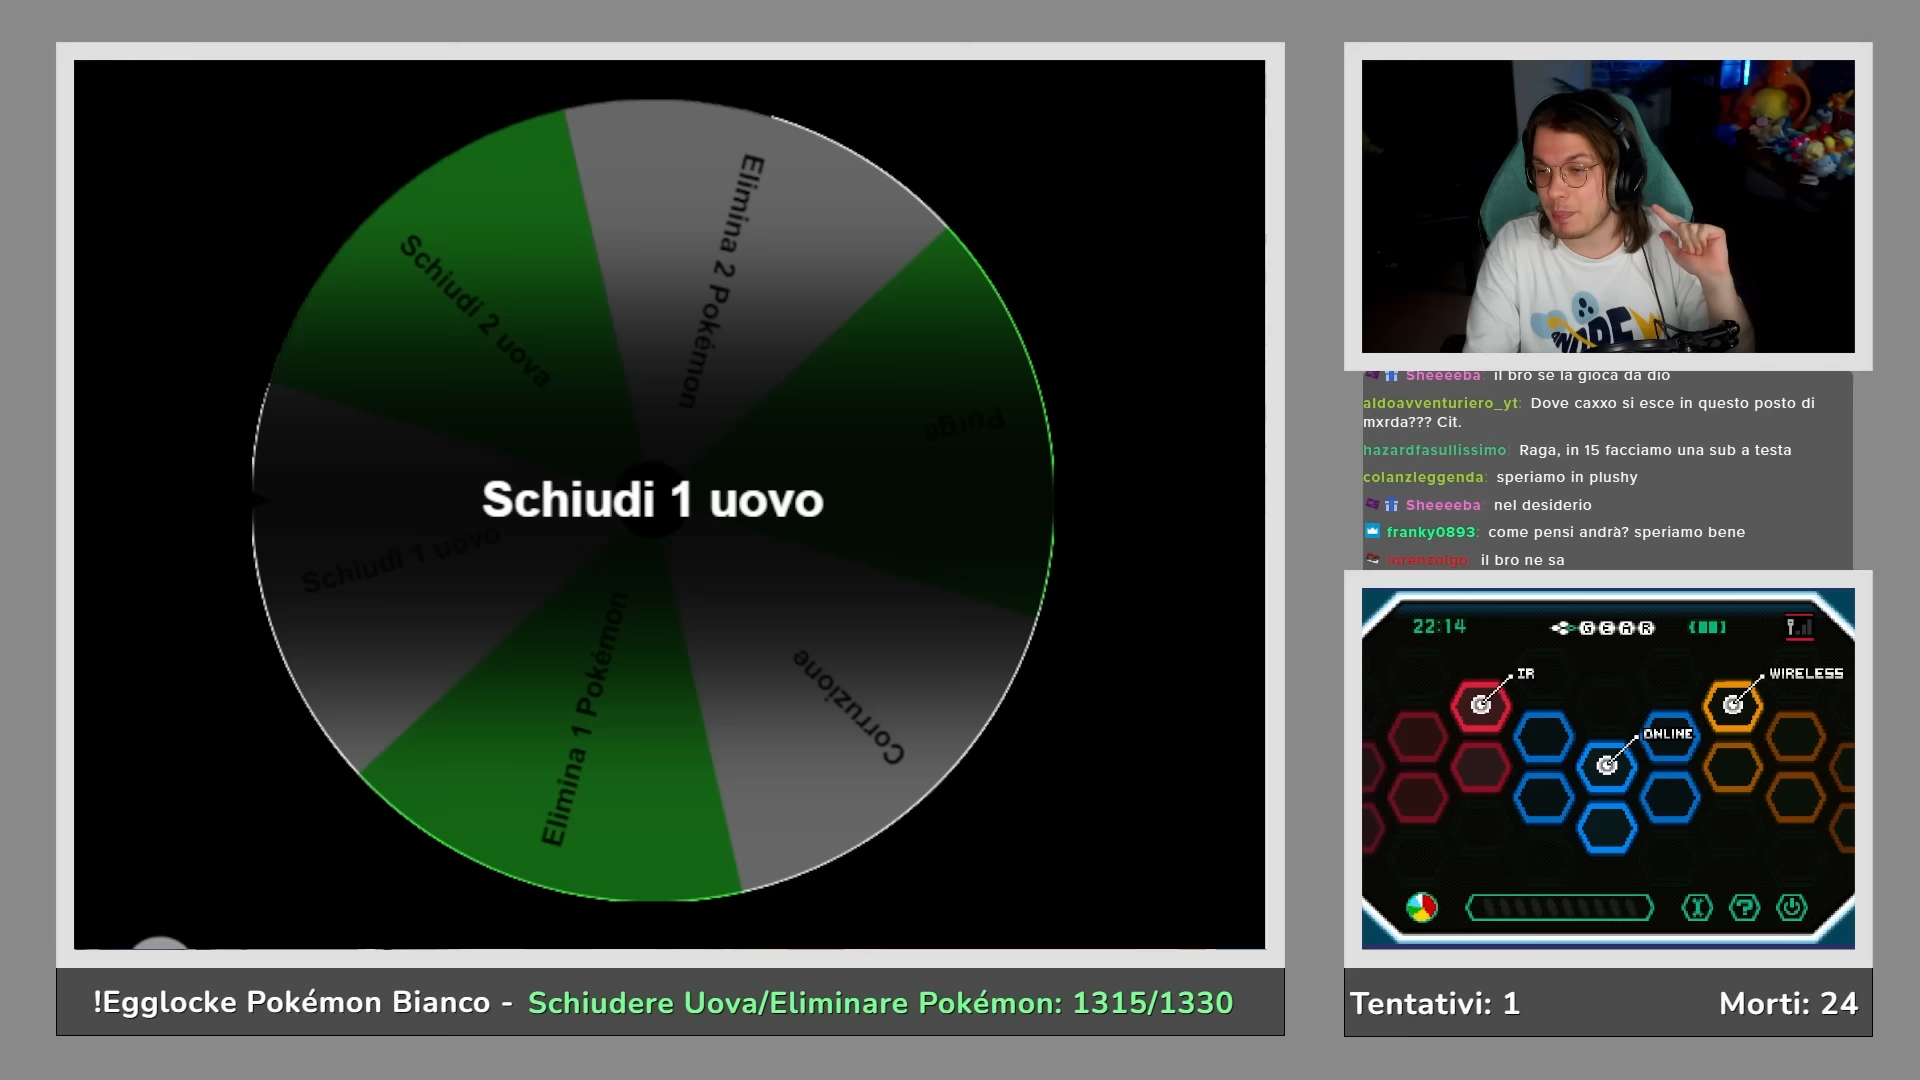 Elimina 2 Pokémon
Schiudi 2 uova
Purga
Schiudi 1 uovo
Schiudi 1 uovo
Elimina 1 Pokémon
Corruzione
!Egglocke Pokémon Bianco - Schiudere Uova/Eliminare Pokémon: 1315/1330
Sheeeeba: il bro se la gioca da dio
aldoavventuriero_yt: Dove caxxo si esce in questo posto di
mxrda??? Cit.
hazardfasullissimo: Raga, in 15 facciamo una sub a testa
colanzleggenda: speriamo in plushy
Sheeeeba: nel desiderio
franky0893: come pensi andrà? speriamo bene
lorenzolgo: il bro ne sa
22:14
GEAR
IR
WIRELESS
ONLINE
?
Tentativi: 1
Morti: 24